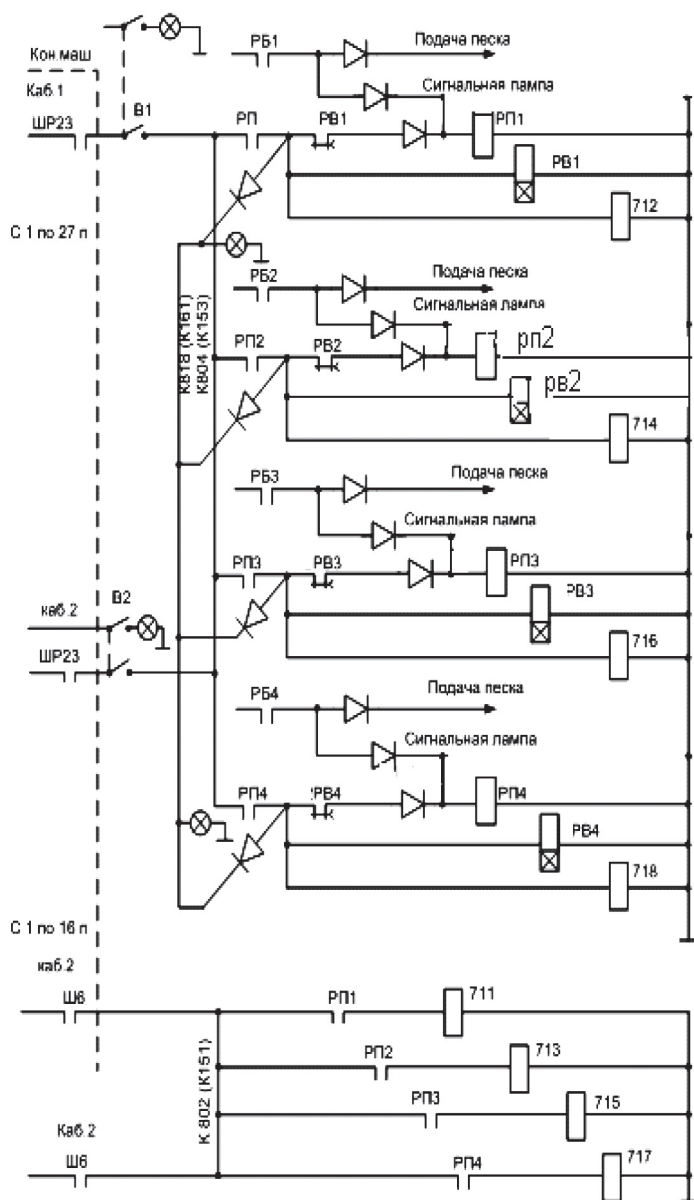 РБ1
Подача песка
Кон.маш
Сигнальная лампа
Каб.1
В1
ШР23
РП
РВ1
РП1
РВ1
712
С 1 по 27 п
РБ2
Подача песка
Сигнальная лампа
К818 (К161)
К804 (К153)
РП2
РВ2
рп2
рв2
714
РБ3
Подача песка
Сигнальная лампа
РП3
РВ3
РП3
РВ3
каб.2
В2
716
ШР23
РБ4
Подача песка
Сигнальная лампа
РП4
РВ4
РП4
РВ4
718
С 1 по 16 п
каб.2
Ш6
РП1
711
К 802 (К151)
РП2
713
РП3
715
Каб.2
Ш6
РП4
717